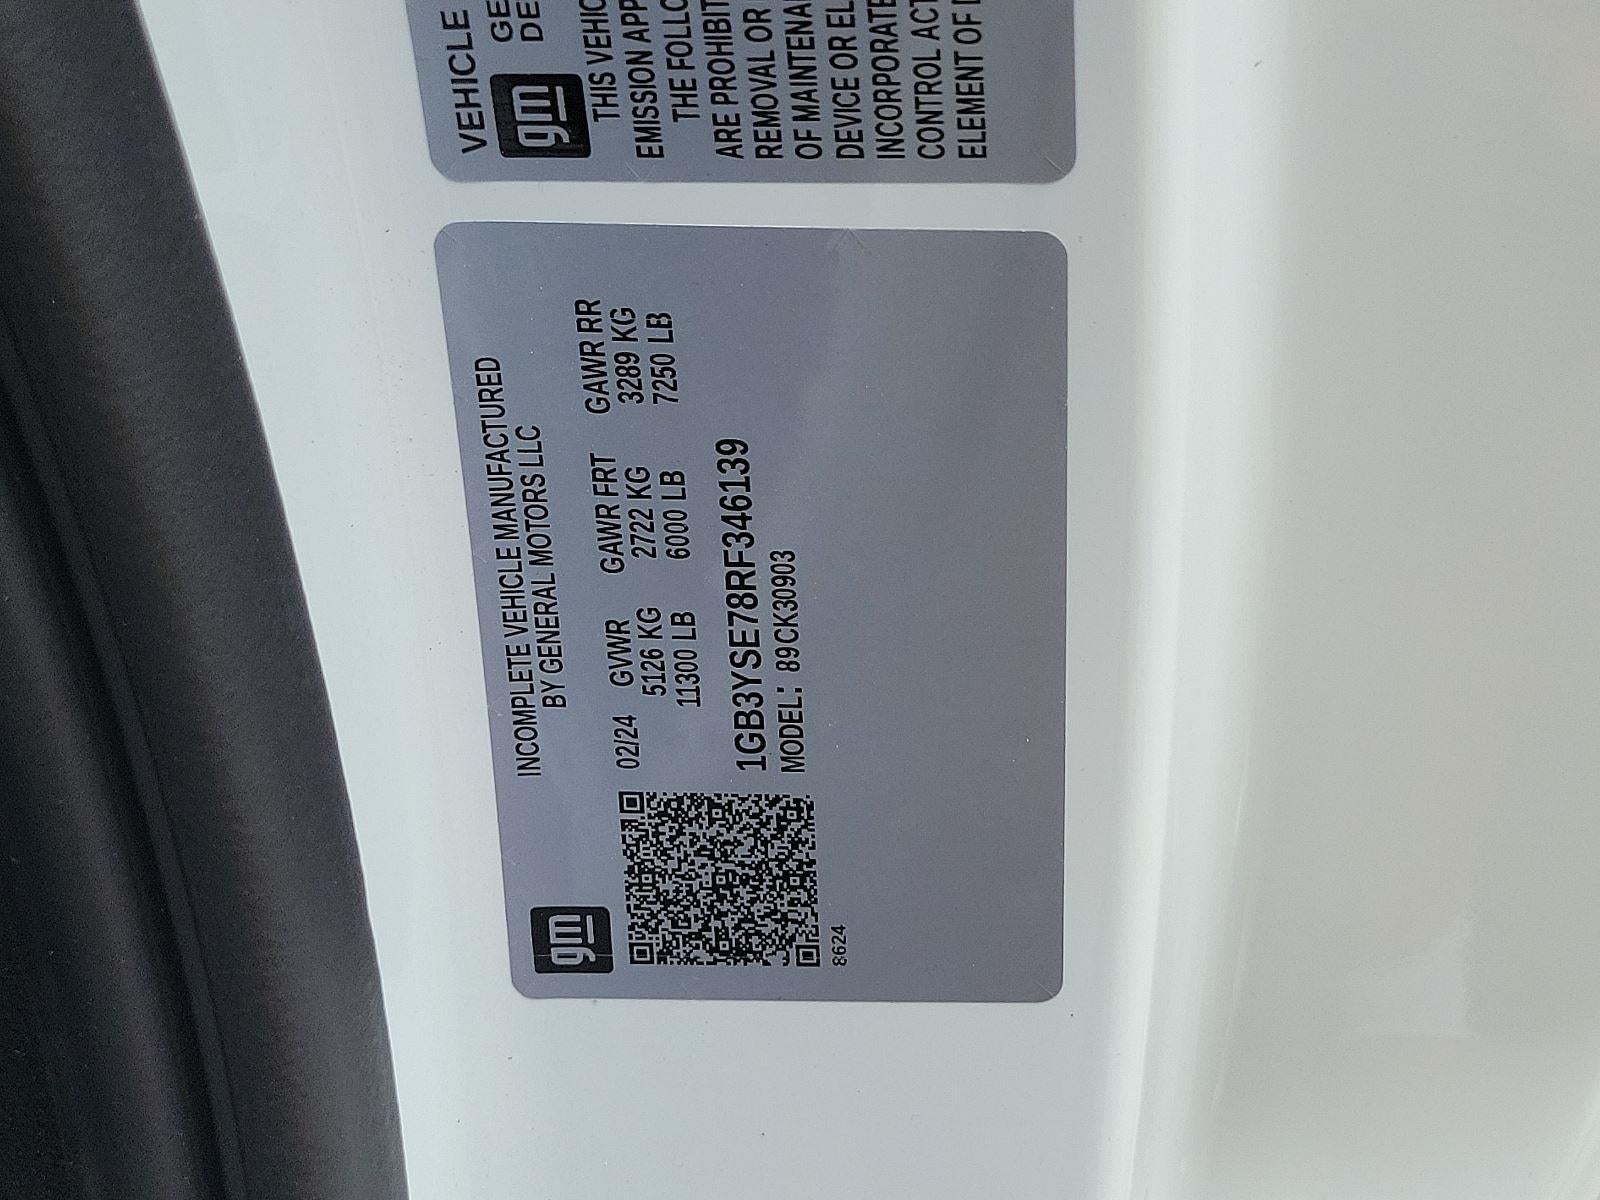 gm
INCOMPLETE VEHICLE MANUFACTURED
BY GENERAL MOTORS LLC
02/24 GVWR GAWR FRT GAWR RR
5126 KG 2722 KG 3289 KG
11300 LB 6000 LB 7250 LB
1GB3YSE78RF346139
MODEL: 89CK30903
8624
VEHICLE
gm
GE
DE
THIS VEHIC
EMISSION APP
THE FOLLO
ARE PROHIBIT
REMOVAL OR
OF MAINTENA
DEVICE OR EL
INCORPORATE
CONTROL ACT
ELEMENT OF D